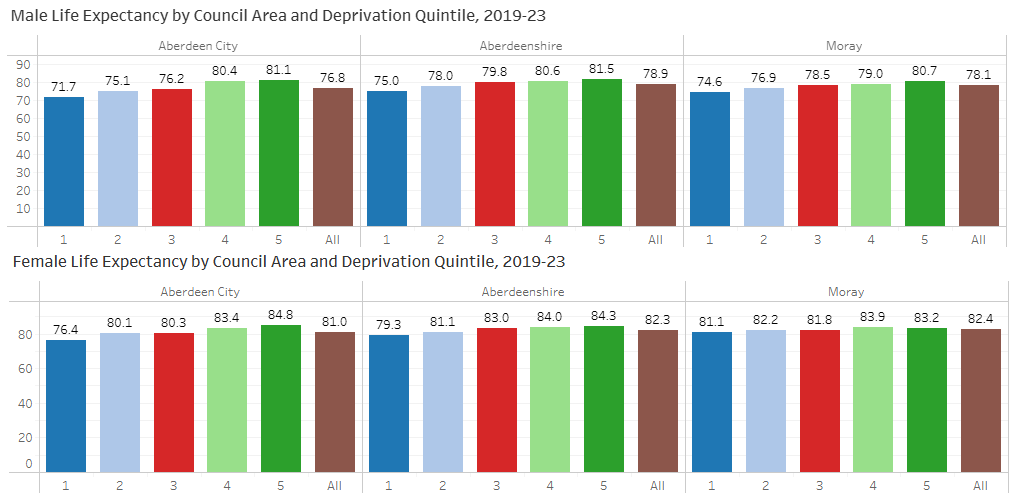 Male Life Expectancy by Council Area and Deprivation Quintile, 2019-23
Aberdeen City Aberdeenshire Moray
90
80
70
60
50
40
30
20
10
71.7 75.1 76.2 80.4 81.1 76.8 75.0 78.0 79.8 80.6 81.5 78.9 74.6 76.9 78.5 79.0 80.7 78.1
1 2 3 4 5 All 1 2 3 4 5 All 1 2 3 4 5 All
Female Life Expectancy by Council Area and Deprivation Quintile, 2019-23
Aberdeen City Aberdeenshire Moray
80
60
40
20
0
76.4 80.1 80.3 83.4 84.8 81.0 79.3 81.1 83.0 84.0 84.3 82.3 81.1 82.2 81.8 83.9 83.2 82.4
1 2 3 4 5 All 1 2 3 4 5 All 1 2 3 4 5 All